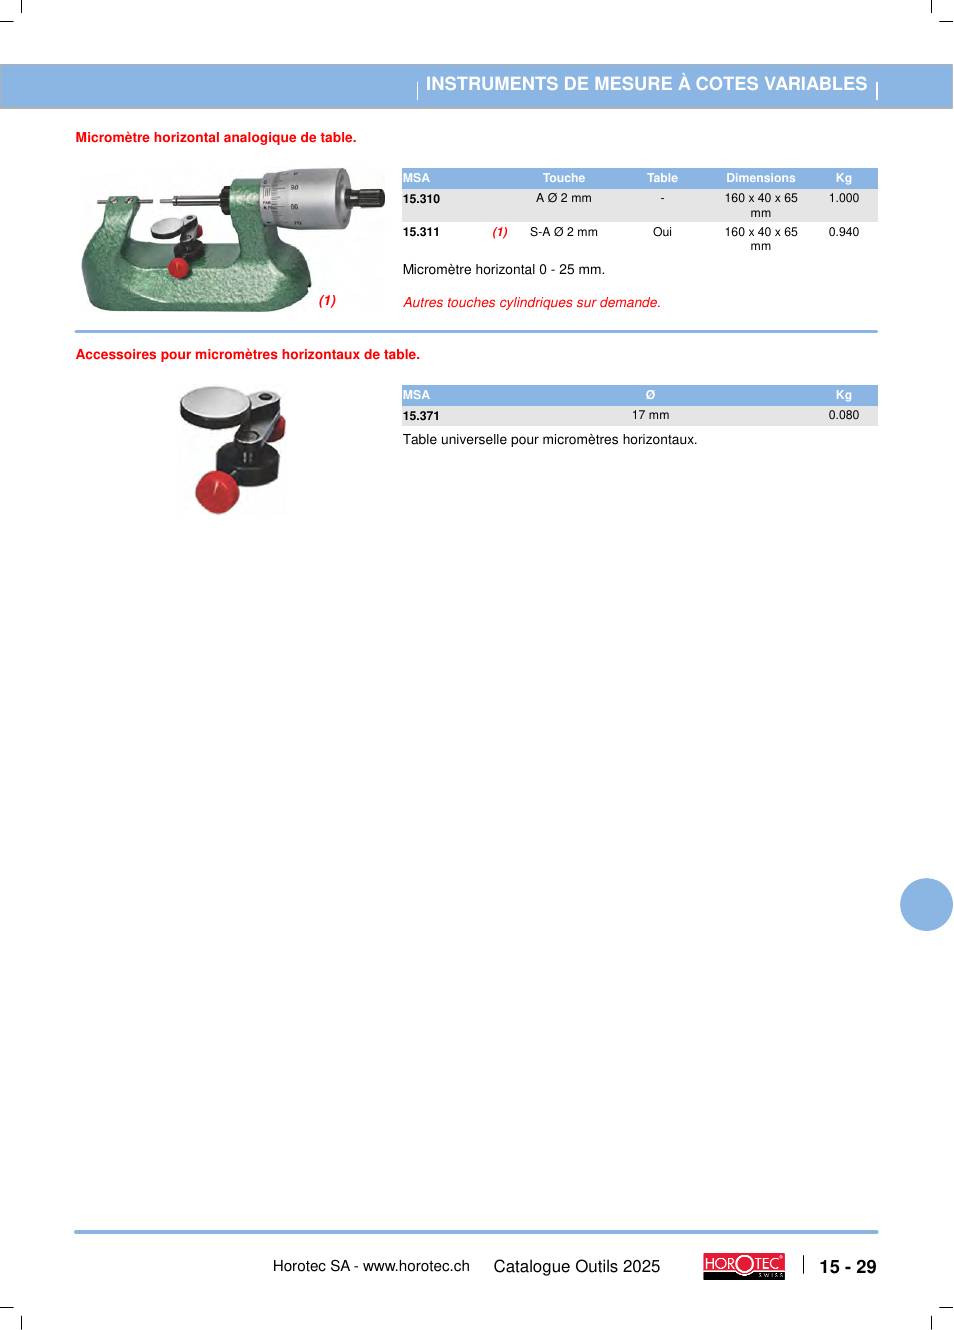 INSTRUMENTS DE MESURE À COTES VARIABLES
Micromètre horizontal analogique de table.
(1)
MSA Touche Table Dimensions Kg
15.310 A Ø 2 mm - 160 x 40 x 65 mm 1.000
15.311 (1) S-A Ø 2 mm Oui 160 x 40 x 65 mm 0.940
Micromètre horizontal 0 - 25 mm.
Autres touches cylindriques sur demande.
Accessoires pour micromètres horizontaux de table.
MSA Ø Kg
15.371 17 mm 0.080
Table universelle pour micromètres horizontaux.
Horotec SA - www.horotec.ch Catalogue Outils 2025 HOROTEC SWISS 15 - 29